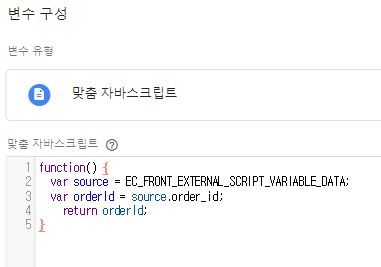 변수 구성
변수 유형
맞춤 자바스크립트
맞춤 자바스크립트 ?
1 function() {
2 var source = EC_FRONT_EXTERNAL_SCRIPT_VARIABLE_DATA;
3 var orderId = source.order_id;
4 return orderId;
5 }